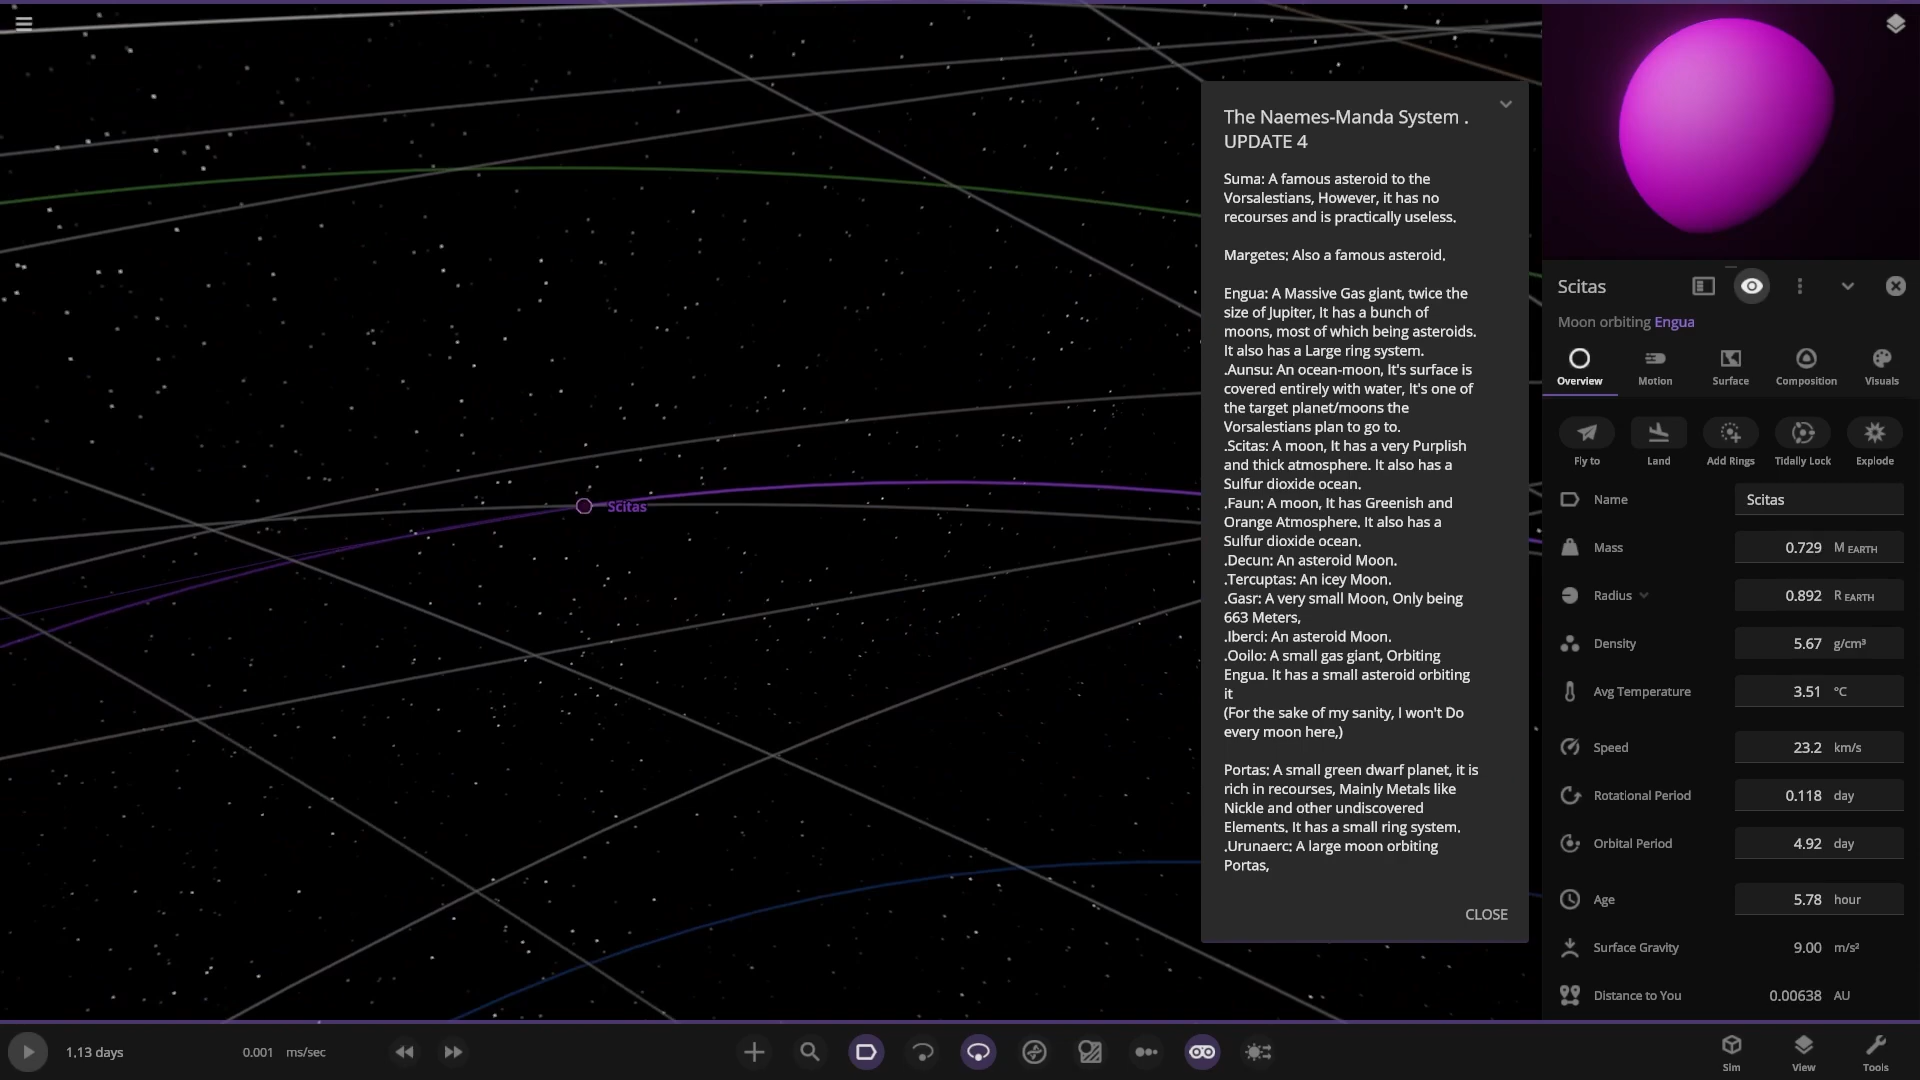 The Naemes-Manda System .
UPDATE 4
Suma: A famous asteroid to the
Vorsalestians, However, it has no
recourses and is practically useless.
Margetes: Also a famous asteroid.
Engua: A Massive Gas giant, twice the
size of Jupiter, It has a bunch of
moons, most of which being asteroids.
It also has a Large ring system.
.Aunsu: An ocean-moon, It's surface is
covered entirely with water, It's one of
the target planet/moons the
Vorsalestians plan to go to.
.Scitas: A moon, It has a very Purplish
and thick atmosphere. It also has a
Sulfur dioxide ocean.
.Faun: A moon, It has Greenish and
Orange Atmosphere. It also has a
Sulfur dioxide ocean.
.Decun: An asteroid Moon.
.Tercuptas: An icey Moon.
.Gasr: A very small Moon, Only being
663 Meters,
.Iberci: An asteroid Moon.
.Ooilo: A small gas giant, Orbiting
Engua. It has a small asteroid orbiting
it
(For the sake of my sanity, I won't Do
every moon here,)
Portas: A small green dwarf planet, it is
rich in recourses, Mainly Metals like
Nickle and other undiscovered
Elements. It has a small ring system.
.Urunaerc: A large moon orbiting
Portas,
CLOSE
Scitas
Scitas
Moon orbiting Engua
Overview Motion Surface Composition Visuals
Fly to Land Add Rings Tidally Lock Explode
Name Scitas
Mass 0.729 M EARTH
Radius 0.892 R EARTH
Density 5.67 g/cm³
Avg Temperature 3.51 °C
Speed 23.2 km/s
Rotational Period 0.118 day
Orbital Period 4.92 day
Age 5.78 hour
Surface Gravity 9.00 m/s²
Distance to You 0.00638 AU
1.13 days 0.001 ms/sec
Sim View Tools